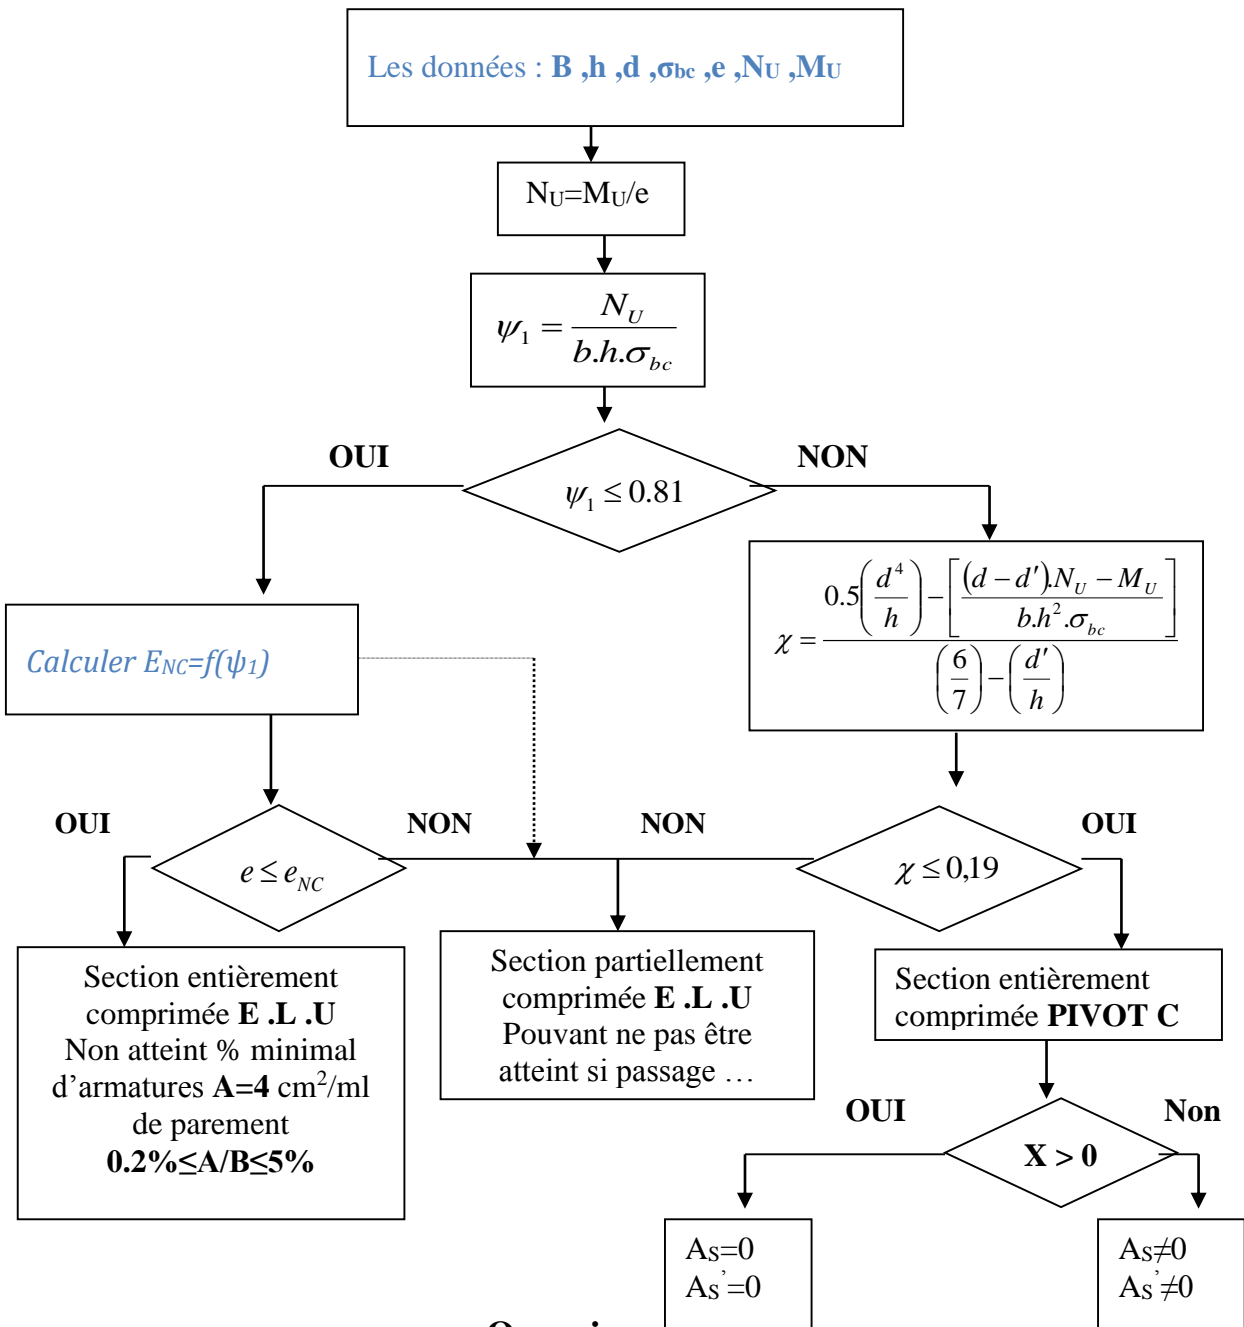 Les données : B ,h ,d ,σbc ,e ,NU ,MU
NU=MU/e
ψ1 = NU / b.h.σbc
OUI
NON
ψ1 ≤ 0.81
χ = (0.5(d^4/h) − [((d − d′).NU − MU) / (b.h².σbc)]) / ((6/7) − (d′/h))
Calculer ENC=f(ψ1)
OUI
NON
NON
OUI
e ≤ eNC
χ ≤ 0,19
Section entièrement
comprimée E .L .U
Non atteint % minimal
d’armatures A=4 cm²/ml
de parement
0.2%≤A/B≤5%
Section partiellement
comprimée E .L .U
Pouvant ne pas être
atteint si passage …
Section entièrement
comprimée PIVOT C
OUI
Non
X > 0
AS=0
AS’=0
AS≠0
AS’≠0